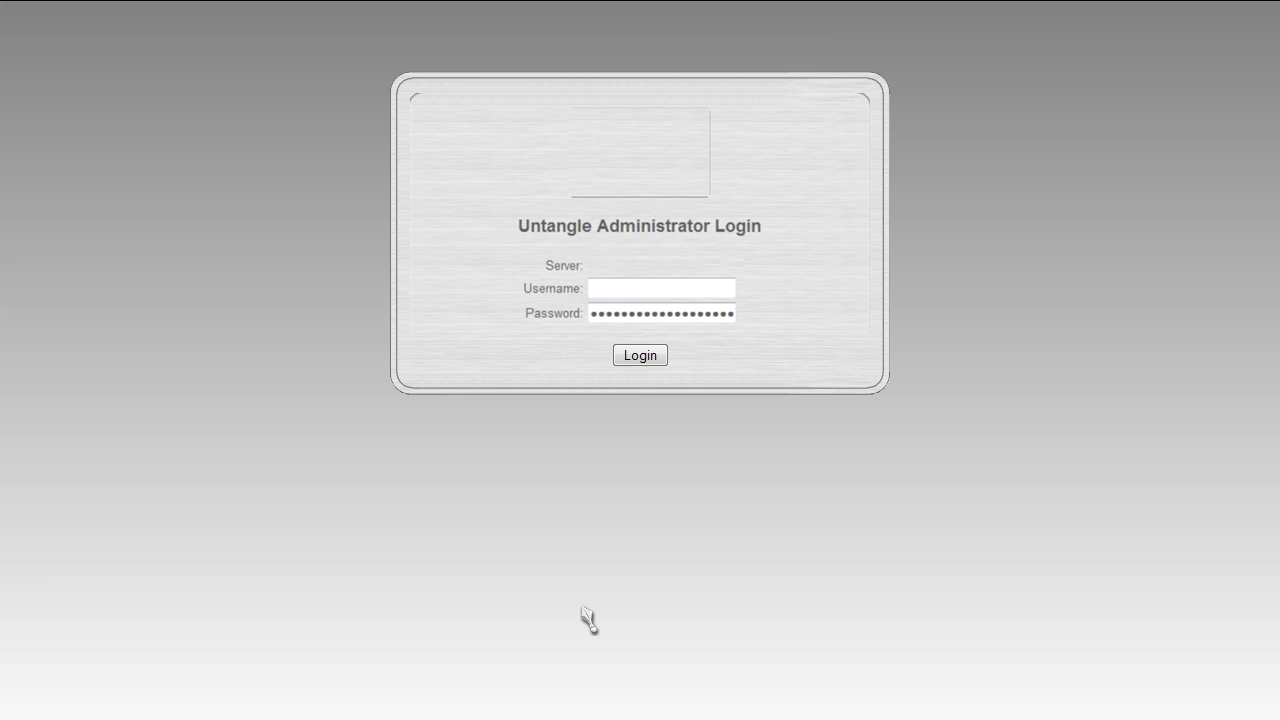 Untangle Administrator Login
Server:
Username:
Password: ●●●●●●●●●●●●●●●●●●●
Login